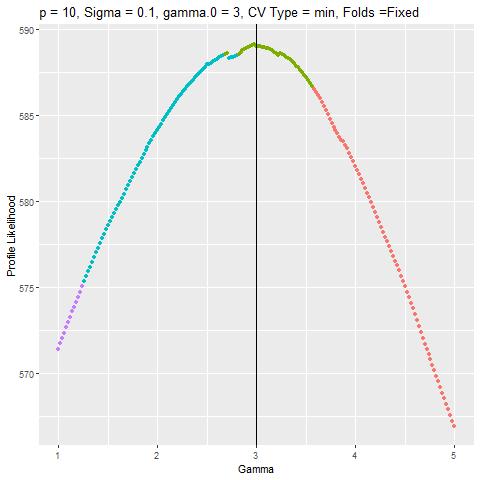 p = 10, Sigma = 0.1, gamma.0 = 3, CV Type = min, Folds =Fixed
590
585
580
575
570
Profile Likelihood
1 2 3 4 5
Gamma